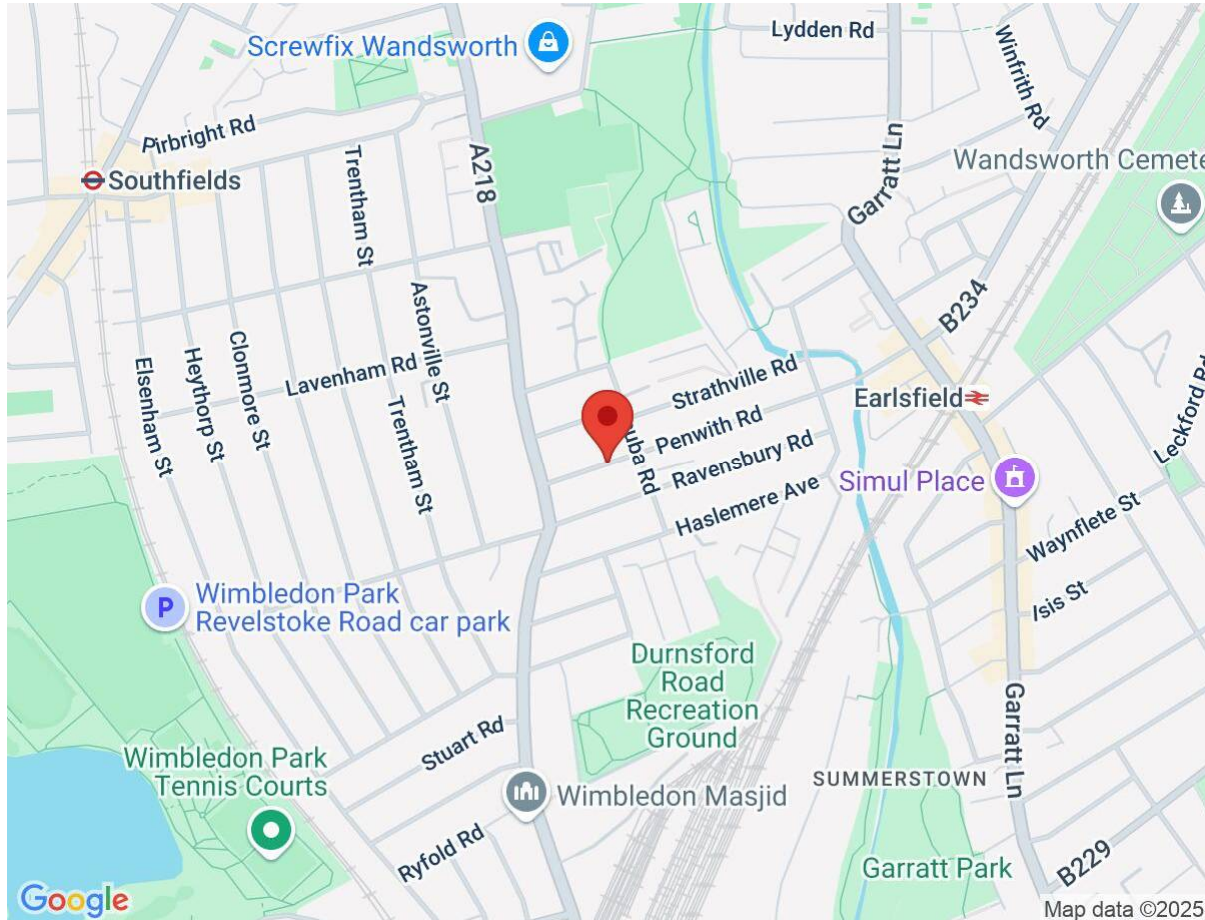 Lydden Rd
Screwfix Wandsworth
Winfrith Rd
Pirbright Rd
A218
Garratt Ln
Wandsworth Cemete
Southfields
Trentham St
Astonville St
B234
Elsenham St
Heythorp St
Clonmore St
Lavenham Rd
Trentham St
Strathville Rd
Earlsfield
Leckford Rd
Penwith Rd
Ravensbury Rd
Haslemere Ave
Simul Place
Waynflete St
Isis St
Wimbledon Park
Revelstoke Road car park
Durnsford
Road
Recreation
Ground
Garratt Ln
Stuart Rd
Wimbledon Park
Tennis Courts
SUMMERSTOWN
Wimbledon Masjid
Ryfold Rd
Garratt Park
B229
Google
Map data ©2025